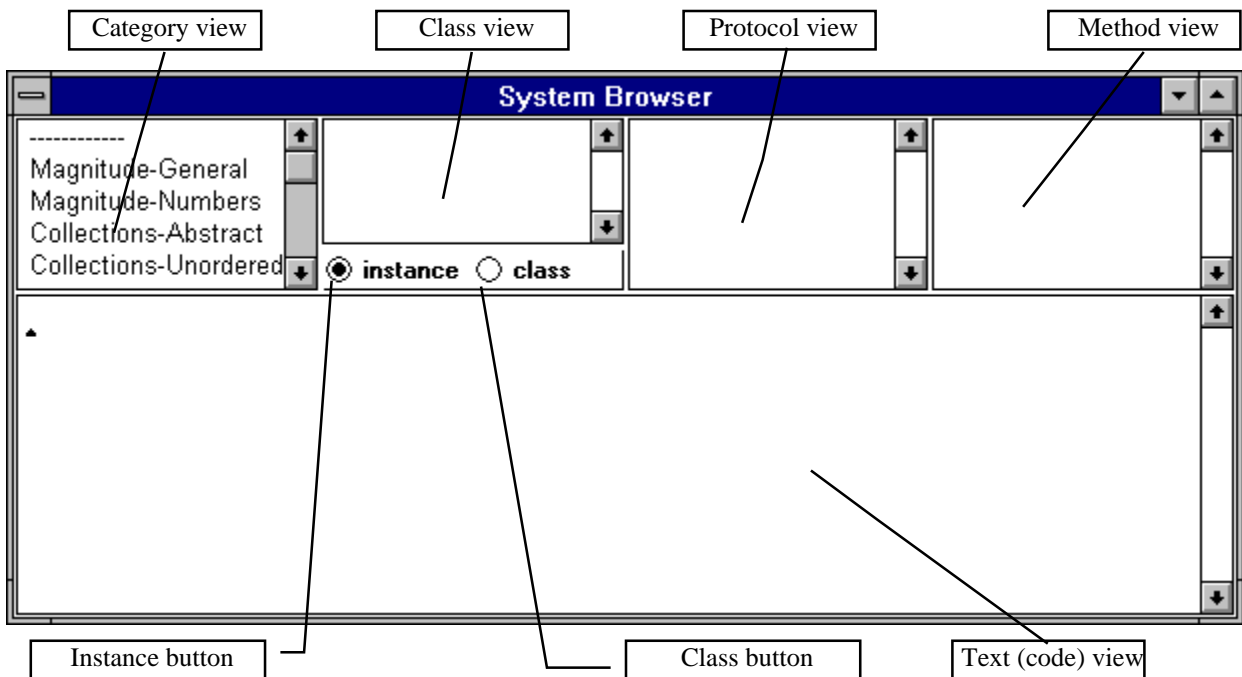 Category view
Class view
Protocol view
Method view
System Browser
------------
Magnitude-General
Magnitude-Numbers
Collections-Abstract
Collections-Unordered
instance
class
Instance button
Class button
Text (code) view